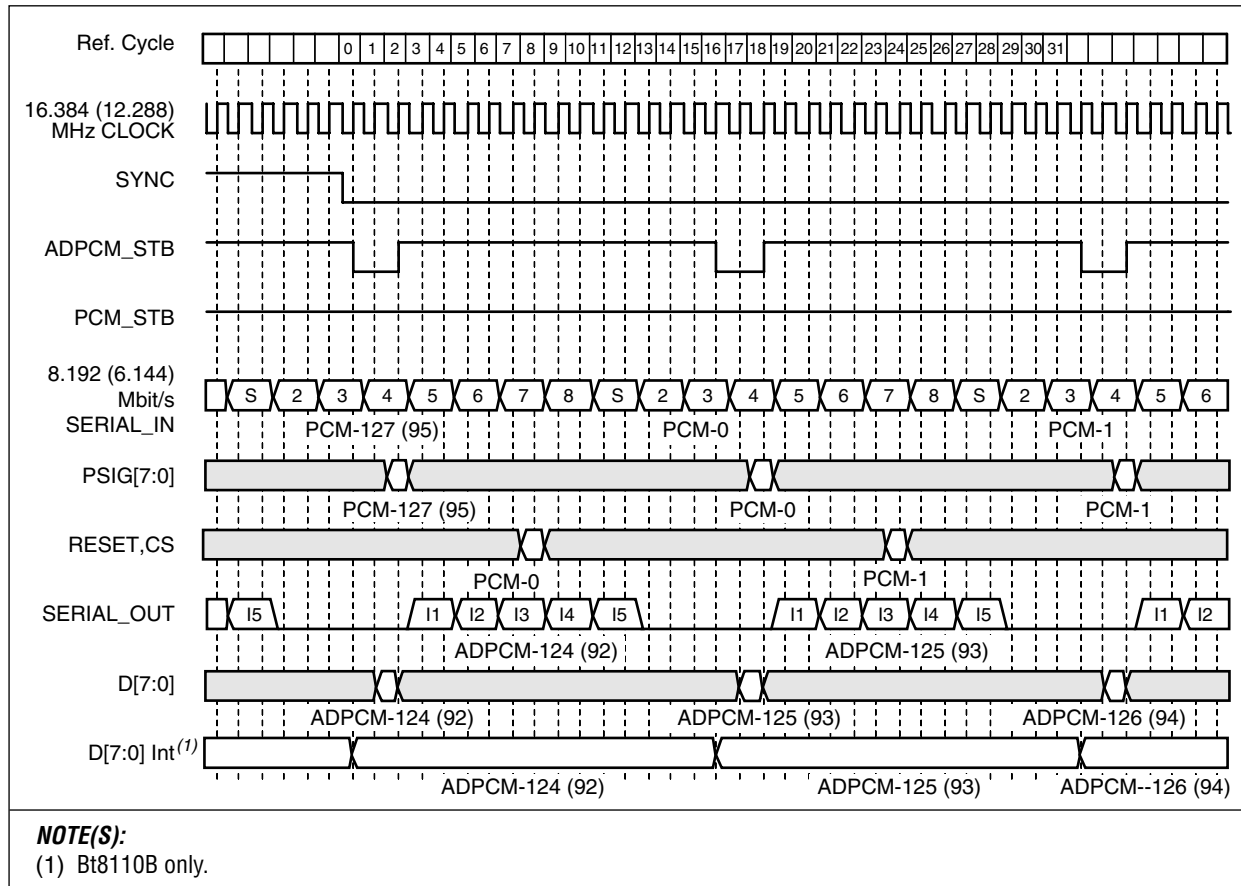 Ref. Cycle 0 1 2 3 4 5 6 7 8 9 10 11 12 13 14 15 16 17 18 19 20 21 22 23 24 25 26 27 28 29 30 31
16.384 (12.288)
MHz CLOCK
SYNC
ADPCM_STB
PCM_STB
8.192 (6.144)
Mbit/s
SERIAL_IN
S 2 3 4 5 6 7 8 S 2 3 4 5 6 7 8 S 2 3 4 5 6
PCM-127 (95) PCM-0 PCM-1
PSIG[7:0]
PCM-127 (95) PCM-0 PCM-1
RESET,CS
PCM-0 PCM-1
SERIAL_OUT I5 I1 I2 I3 I4 I5 I1 I2 I3 I4 I5 I1 I2
ADPCM-124 (92) ADPCM-125 (93)
D[7:0]
ADPCM-124 (92) ADPCM-125 (93) ADPCM-126 (94)
D[7:0] Int(1)
ADPCM-124 (92) ADPCM-125 (93) ADPCM--126 (94)
NOTE(S):
(1) Bt8110B only.